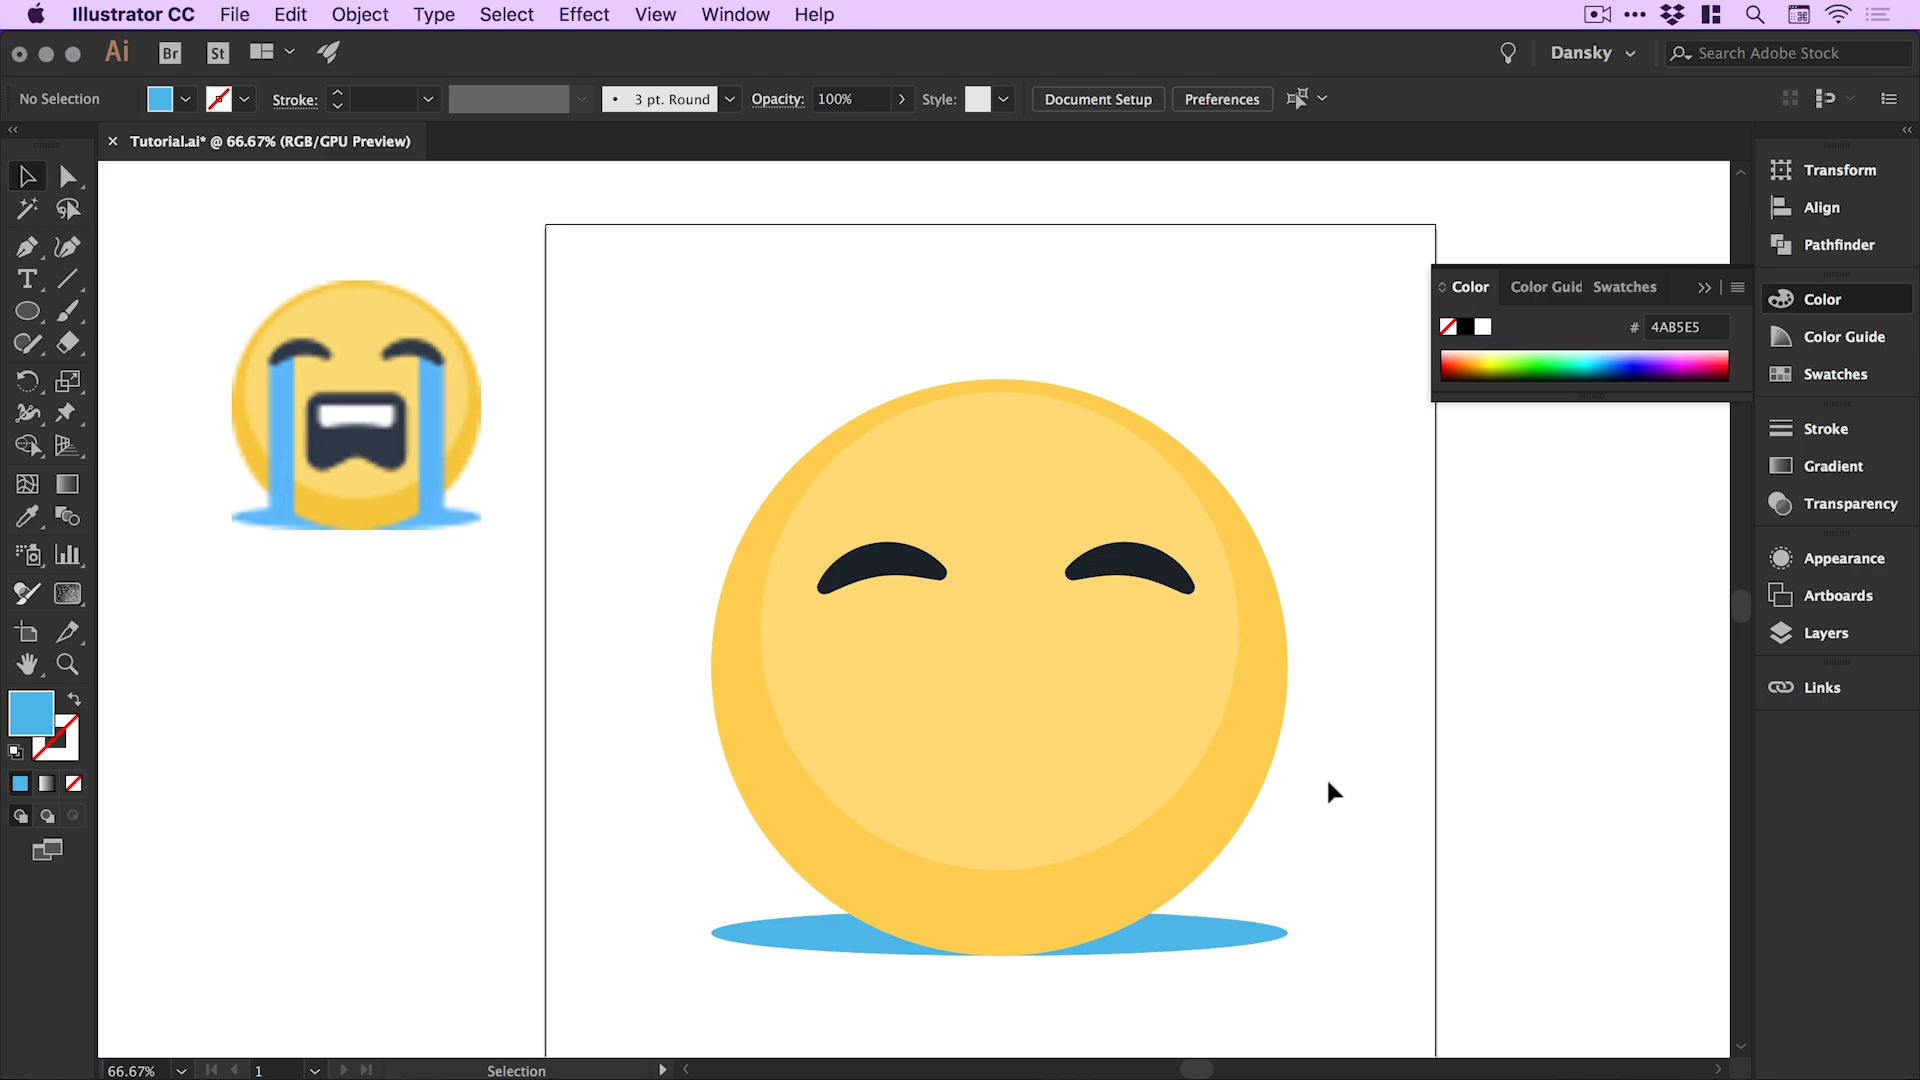 Illustrator CC File Edit Object Type Select Effect View Window Help
Ai Br St Dansky Search Adobe Stock
No Selection Stroke: 3 pt. Round Opacity: 100% Style: Document Setup Preferences
Tutorial.ai* @ 66.67% (RGB/GPU Preview)
Transform
Align
Pathfinder
Color Color Guid Swatches
# 4AB5E5
Color
Color Guide
Swatches
Stroke
Gradient
Transparency
Appearance
Artboards
Layers
Links
66.67% 1 Selection